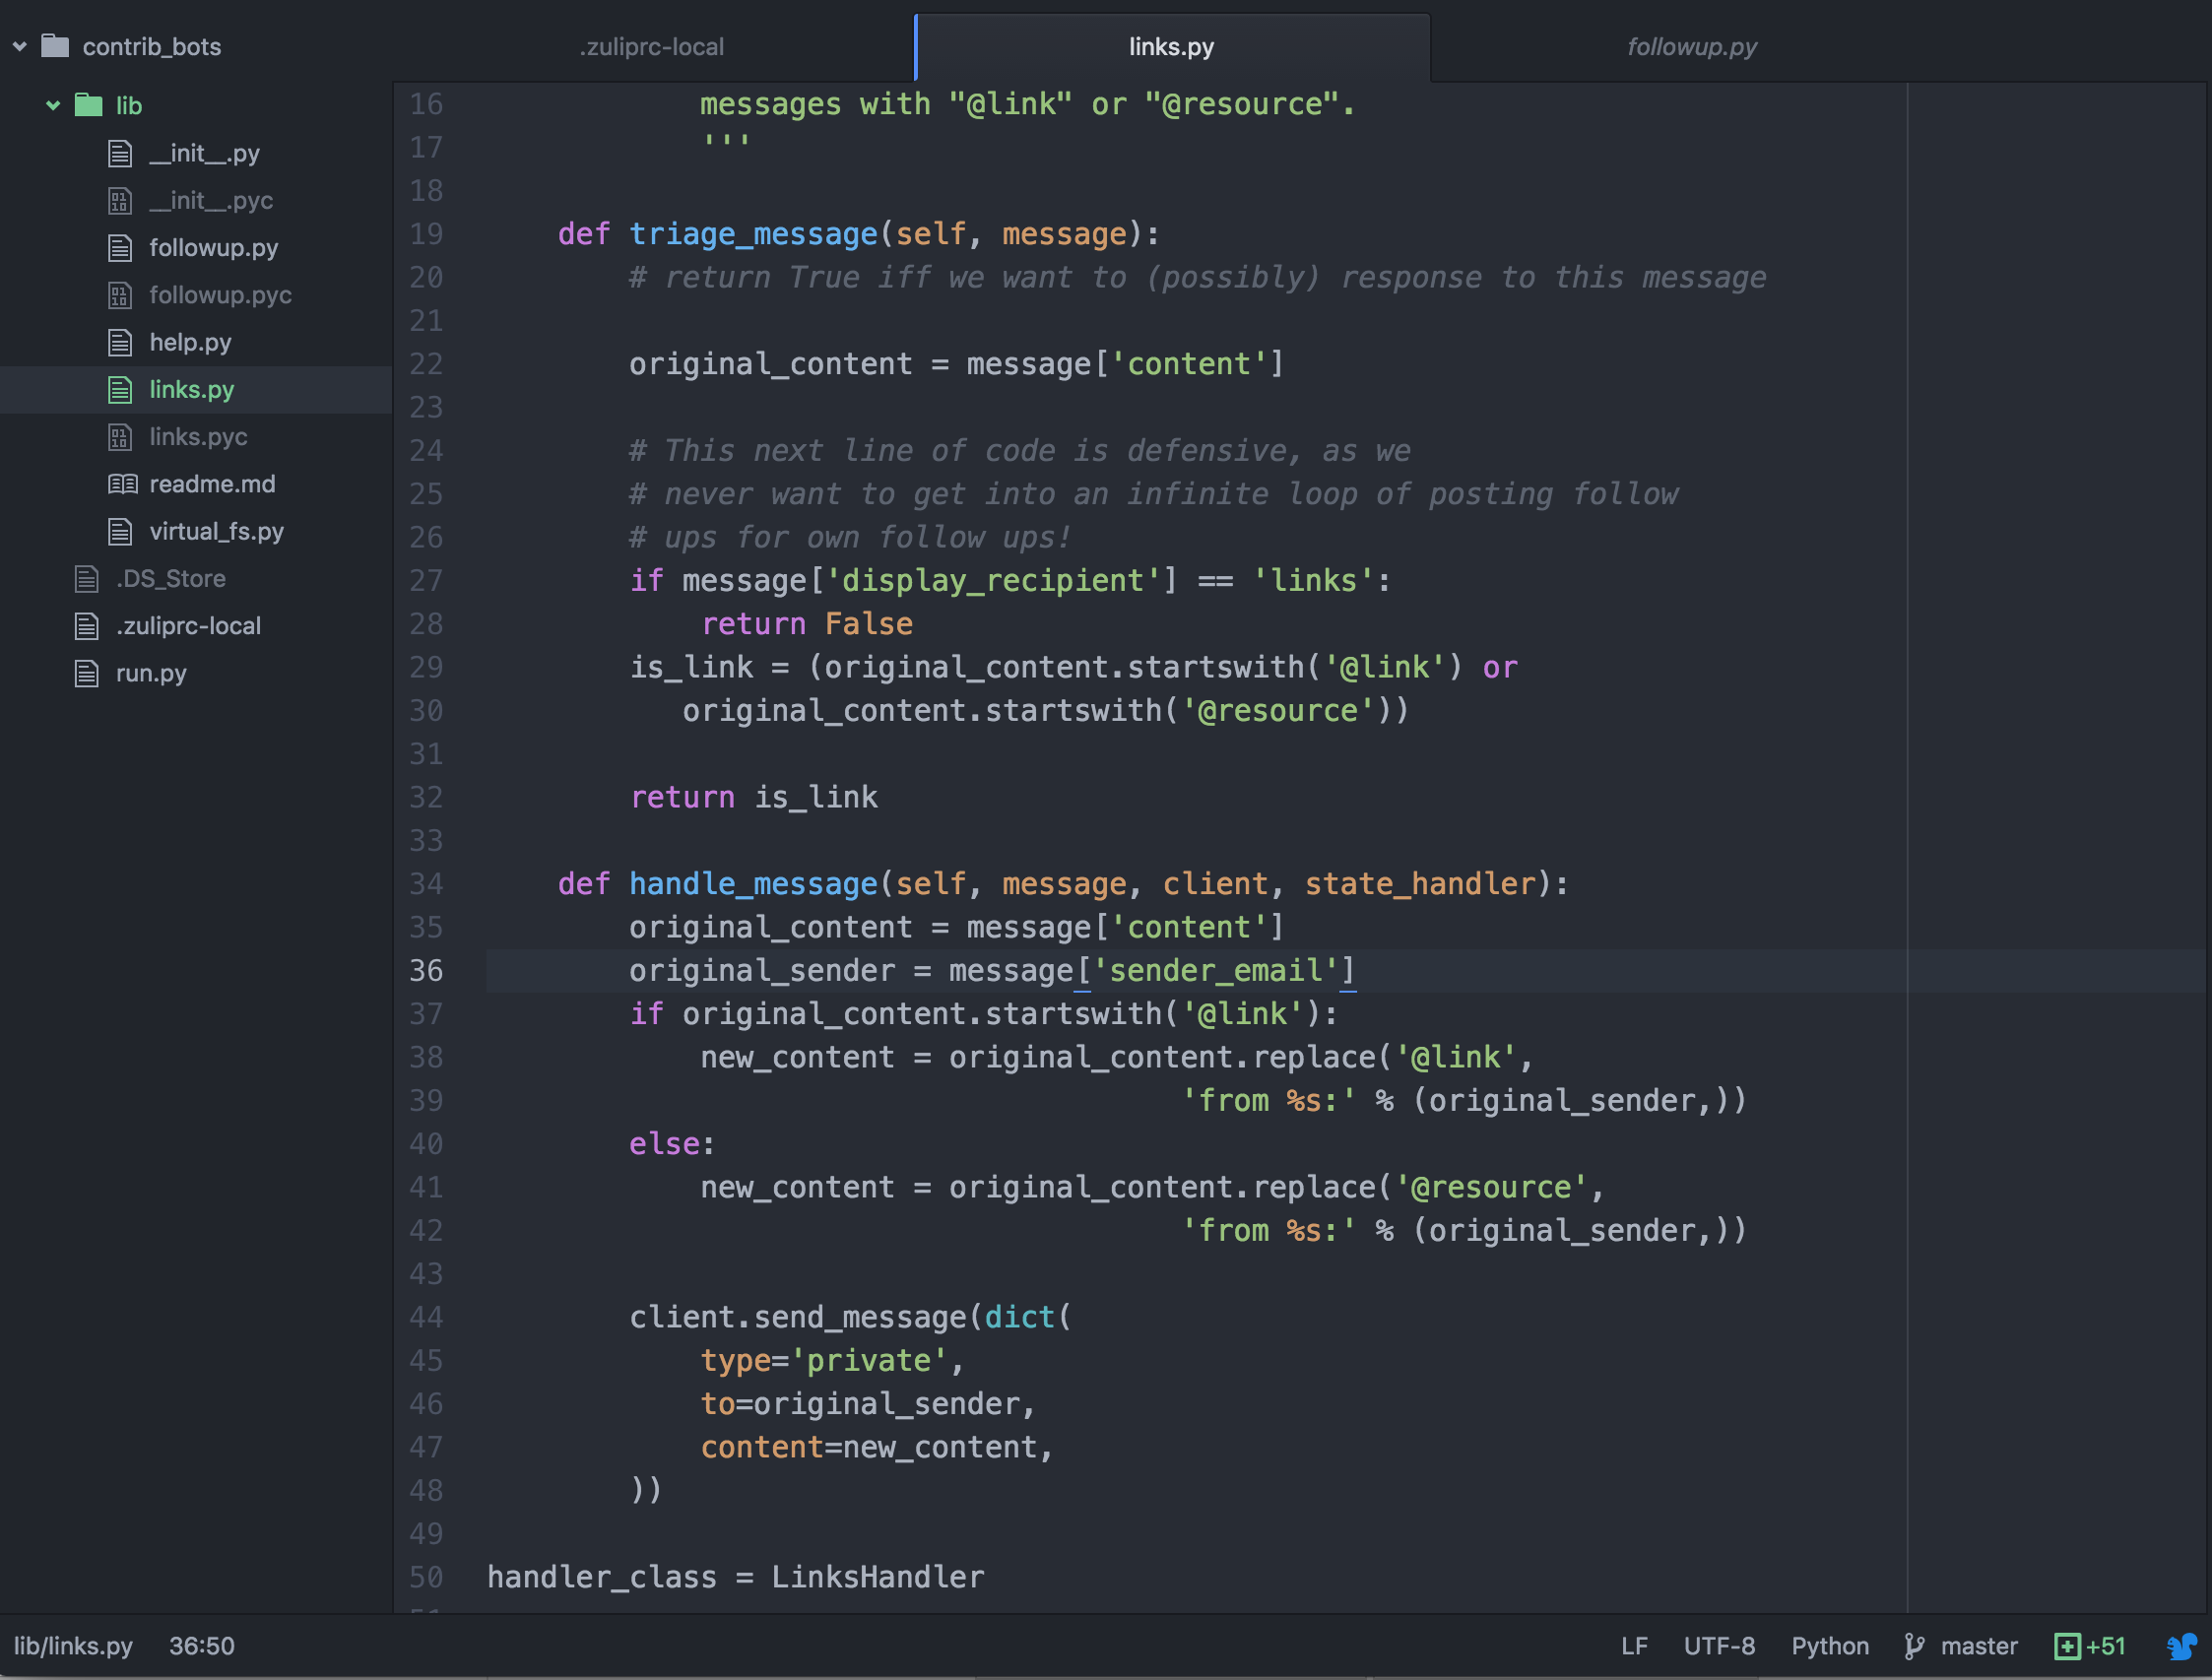 contrib_bots
lib
__init__.py
__init__.pyc
followup.py
followup.pyc
help.py
links.py
links.pyc
readme.md
virtual_fs.py
.DS_Store
.zuliprc-local
run.py
.zuliprc-local
links.py
followup.py
16 messages with "@link" or "@resource".
17 '''
18
19 def triage_message(self, message):
20 # return True iff we want to (possibly) response to this message
21
22 original_content = message['content']
23
24 # This next line of code is defensive, as we
25 # never want to get into an infinite loop of posting follow
26 # ups for own follow ups!
27 if message['display_recipient'] == 'links':
28 return False
29 is_link = (original_content.startswith('@link') or
30 original_content.startswith('@resource'))
31
32 return is_link
33
34 def handle_message(self, message, client, state_handler):
35 original_content = message['content']
36 original_sender = message['sender_email']
37 if original_content.startswith('@link'):
38 new_content = original_content.replace('@link',
39 'from %s:' % (original_sender,))
40 else:
41 new_content = original_content.replace('@resource',
42 'from %s:' % (original_sender,))
43
44 client.send_message(dict(
45 type='private',
46 to=original_sender,
47 content=new_content,
48 ))
49
50 handler_class = LinksHandler
lib/links.py 36:50 LF UTF-8 Python master +51